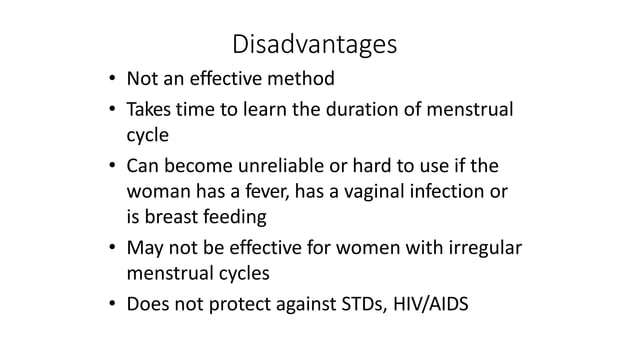 Disadvantages
• Not an effective method
• Takes time to learn the duration of menstrual
cycle
• Can become unreliable or hard to use if the
woman has a fever, has a vaginal infection or
is breast feeding
• May not be effective for women with irregular
menstrual cycles
• Does not protect against STDs, HIV/AIDS